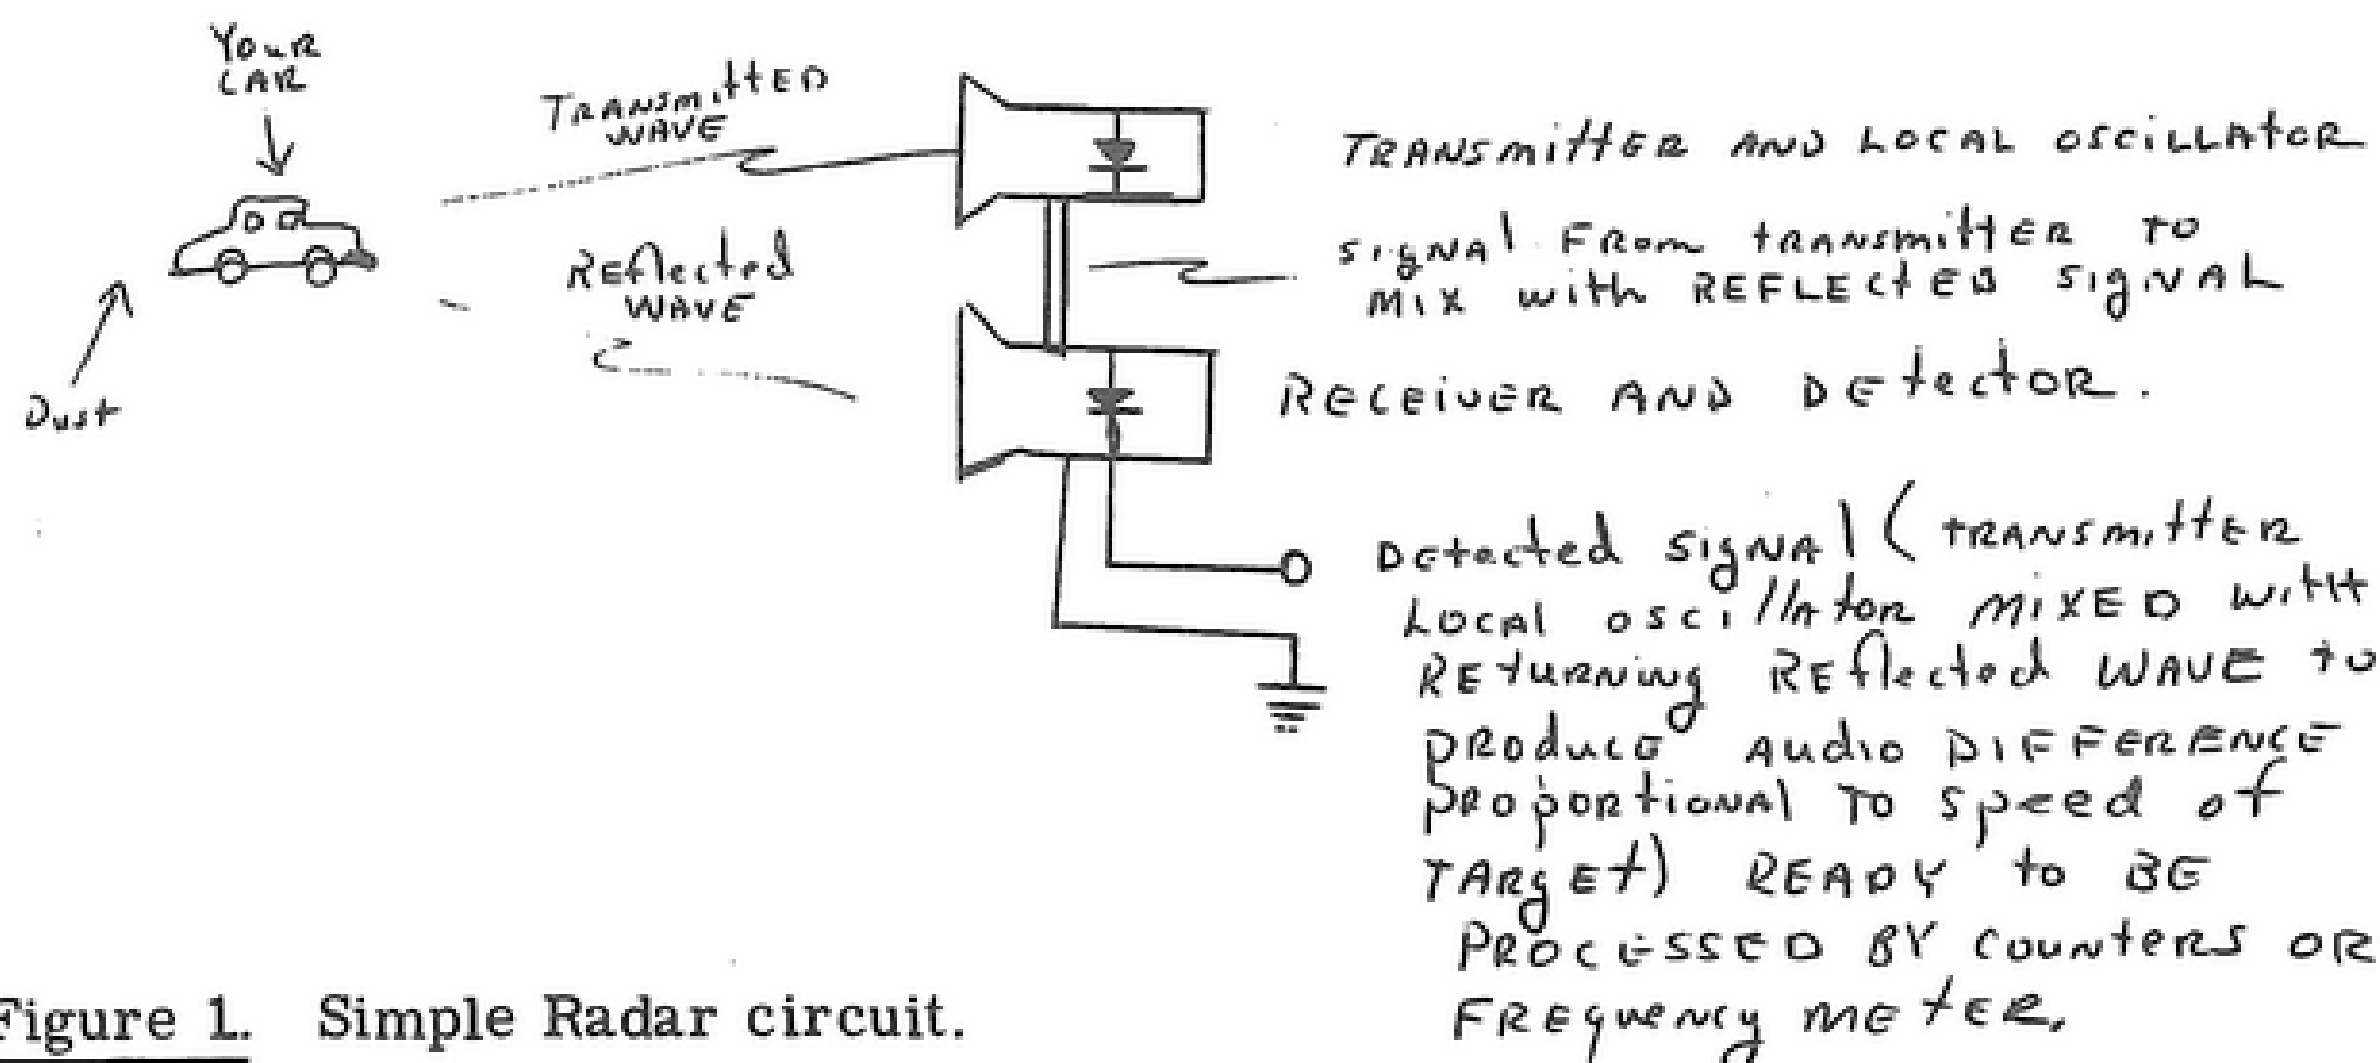 YOUR
CAR
TRANSMITTED
WAVE
REFLECTED
WAVE
DUST
TRANSMITTER AND LOCAL OSCILLATOR
SIGNAL FROM TRANSMITTER TO
MIX WITH REFLECTED SIGNAL
RECEIVER AND DETECTOR.
DETECTED SIGNAL (TRANSMITTER
LOCAL OSCILLATOR MIXED WITH
RETURNING REFLECTED WAVE TO
PRODUCE AUDIO DIFFERENCE
PROPORTIONAL TO SPEED OF
TARGET) READY TO BE
PROCESSED BY COUNTERS OR
FREQUENCY METER.
Figure 1. Simple Radar circuit.